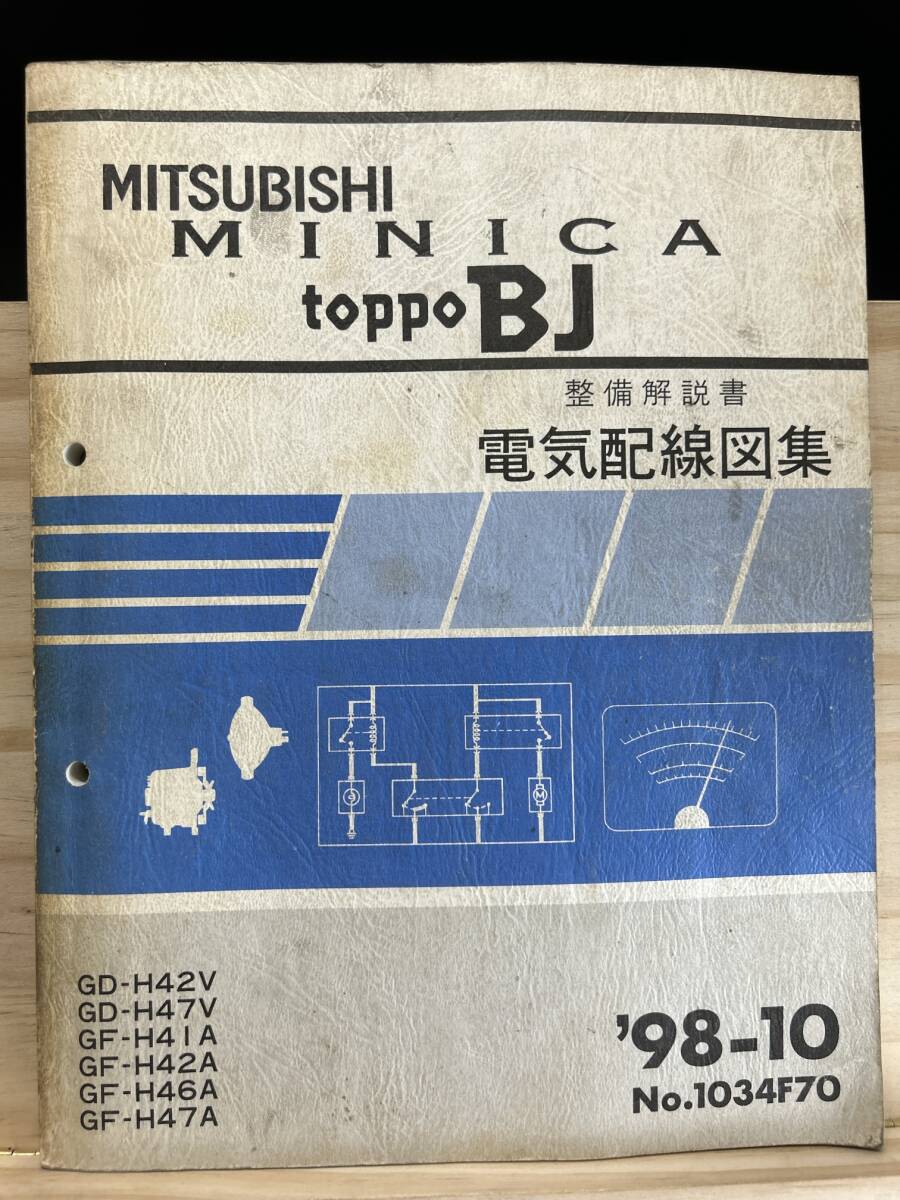 MITSUBISHI
MINICA
toppo BJ
整備解説書
電気配線図集
M
GD-H42V
GD-H47V
GF-H41A
GF-H42A
GF-H46A
GF-H47A
'98-10
No.1034F70